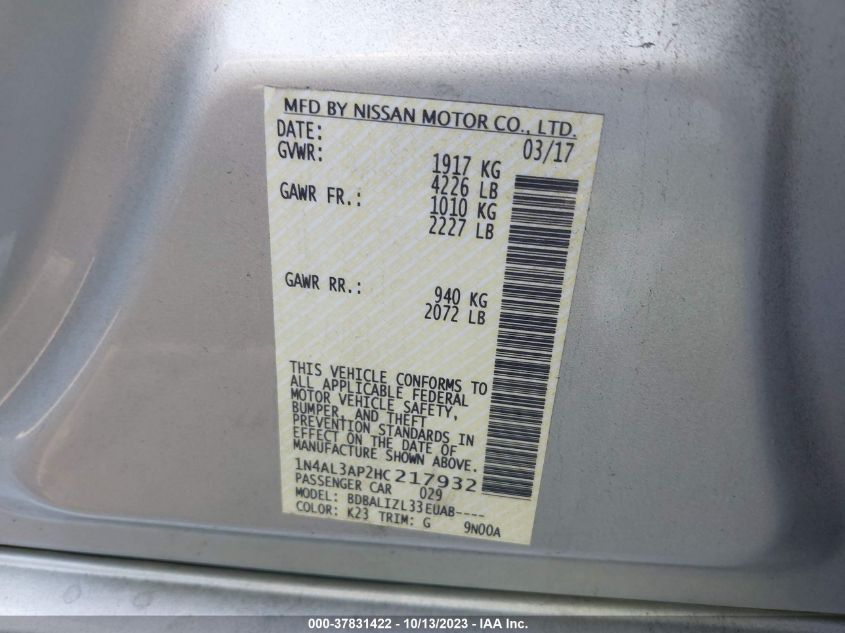 MFD BY NISSAN MOTOR CO., LTD.
DATE: 03/17
GVWR: 1917 KG
4226 LB
GAWR FR.: 1010 KG
2227 LB
GAWR RR.: 940 KG
2072 LB
THIS VEHICLE CONFORMS TO
ALL APPLICABLE FEDERAL
MOTOR VEHICLE SAFETY,
BUMPER, AND THEFT
PREVENTION STANDARDS IN
EFFECT ON THE DATE OF
MANUFACTURE SHOWN ABOVE.
1N4AL3AP2HC217932
PASSENGER CAR 029
MODEL: BDBALIZL33EUAB----
COLOR: K23 TRIM: G 9N00A
000-37831422 - 10/13/2023 - IAA Inc.